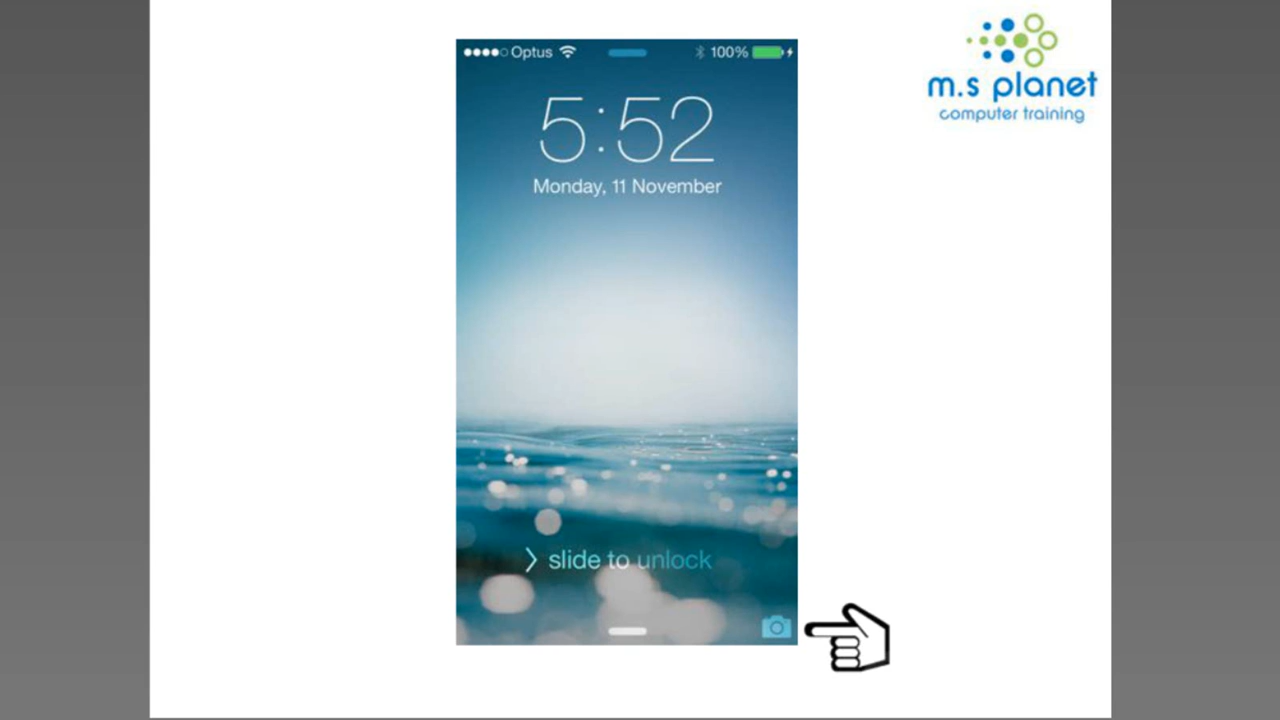 Optus 100%
5:52
Monday, 11 November
slide to unlock
m.s planet
computer training